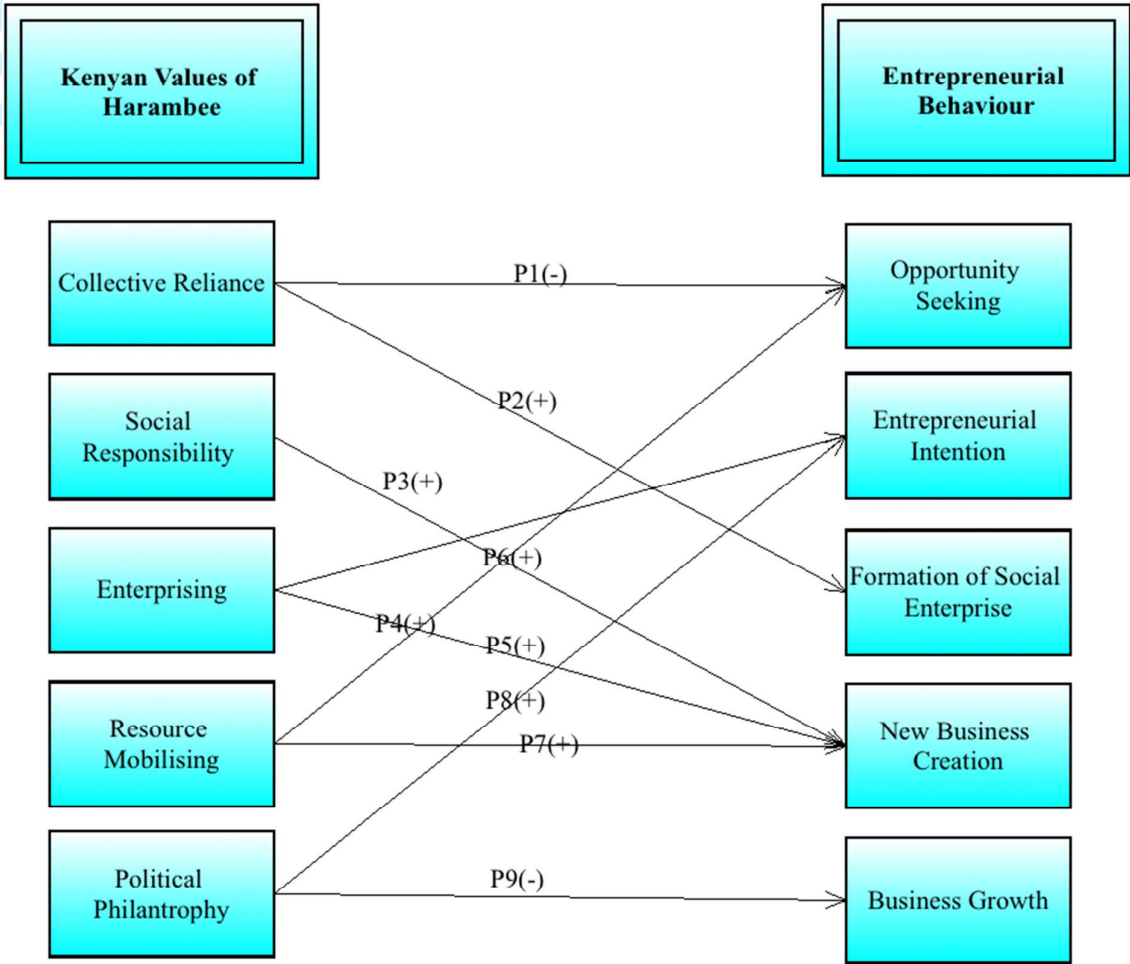 Kenyan Values of
Harambee
Entrepreneurial
Behaviour
Collective Reliance
P1(-)
Opportunity
Seeking
P2(+)
Social
Responsibility
Entrepreneurial
Intention
P3(+)
P6(+)
Enterprising
Formation of Social
Enterprise
P4(+)
P5(+)
P8(+)
Resource
Mobilising
P7(+)
New Business
Creation
Political
Philantrophy
P9(-)
Business Growth